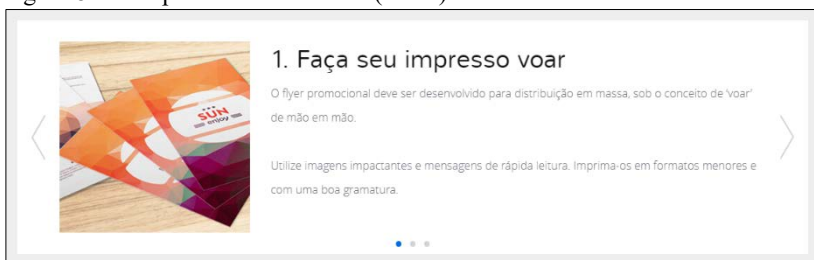 1. Faça seu impresso voar
O flyer promocional deve ser desenvolvido para distribuição em massa, sob o conceito de 'voar'
de mão em mão.
Utilize imagens impactantes e mensagens de rápida leitura. Imprima-os em formatos menores e
com uma boa gramatura.
SUN
enjoy